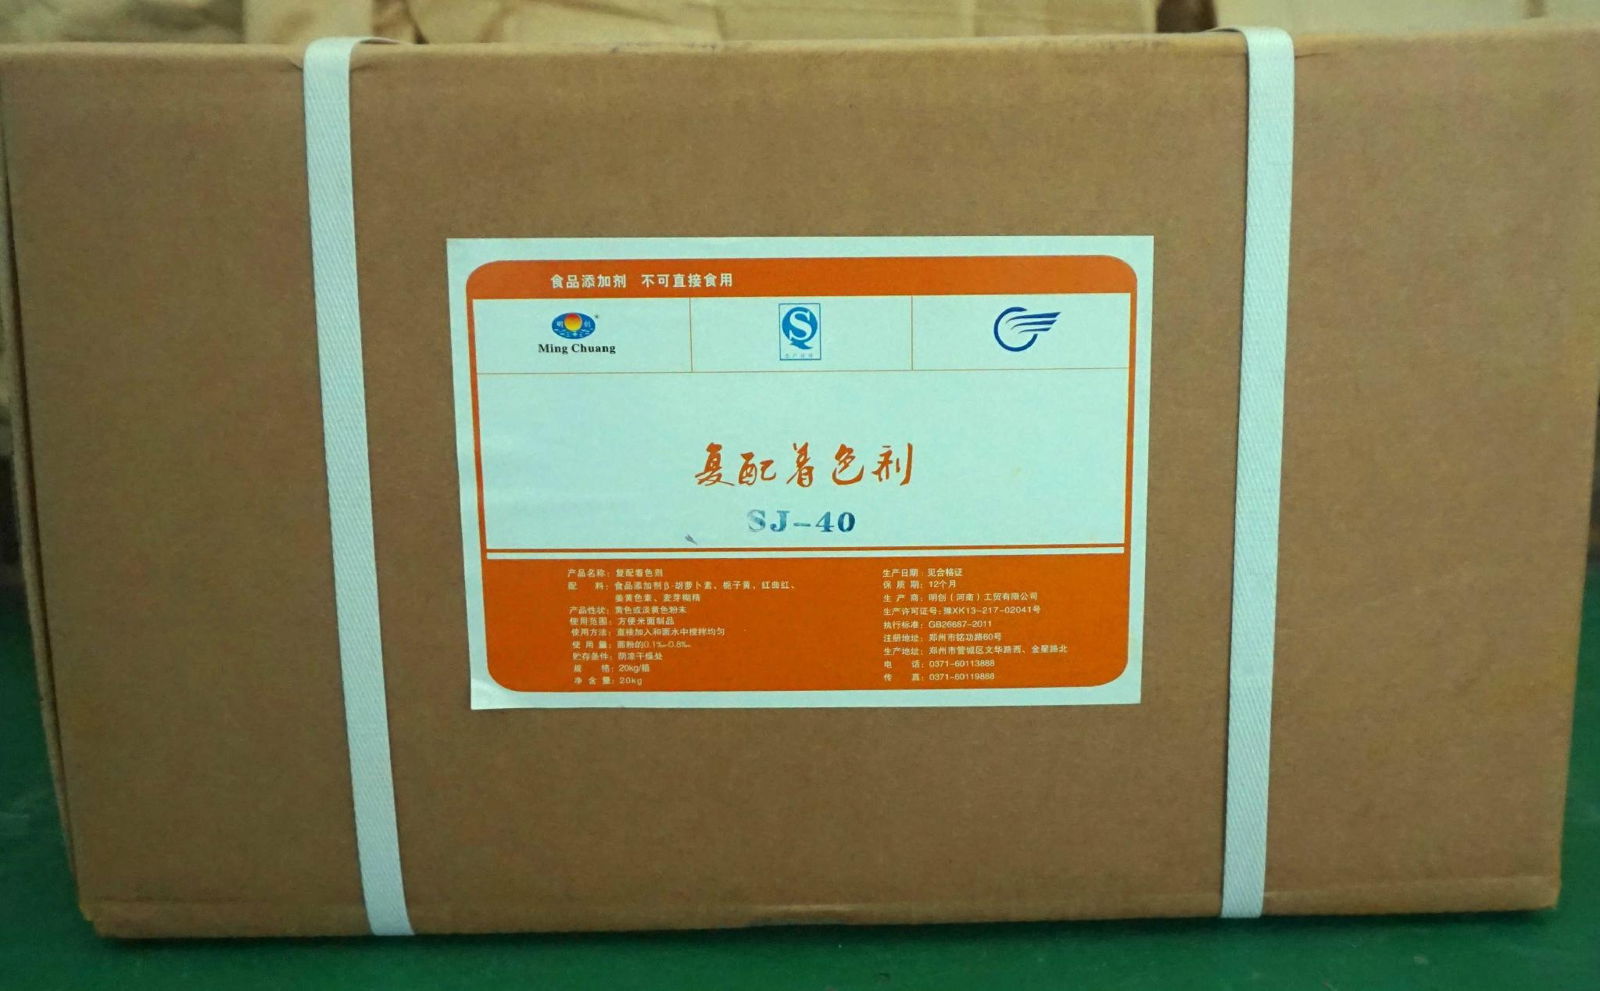 食品添加剂 不可直接食用
明创
Ming Chuang
S
生产许可
复配着色剂
SJ-40
产品名称：复配着色剂
配 料：食品添加剂β-胡萝卜素、栀子黄、红曲红、
姜黄色素、麦芽糊精
产品性状：黄色或淡黄色粉末
使用范围：方便米面制品
使用方法：直接加入和面水中搅拌均匀
使 用 量：面粉的0.1‰-0.8‰
贮存条件：阴凉干燥处
规 格：20kg/箱
净 含 量：20kg
生产日期：见合格证
保 质 期：12个月
生 产 商：明创（河南）工贸有限公司
生产许可证号：豫XK13-217-02041号
执行标准：GB26687-2011
注册地址：郑州市铭功路60号
生产地址：郑州市管城区文华路西、金星路北
电 话：0371-60113888
传 真：0371-60119888